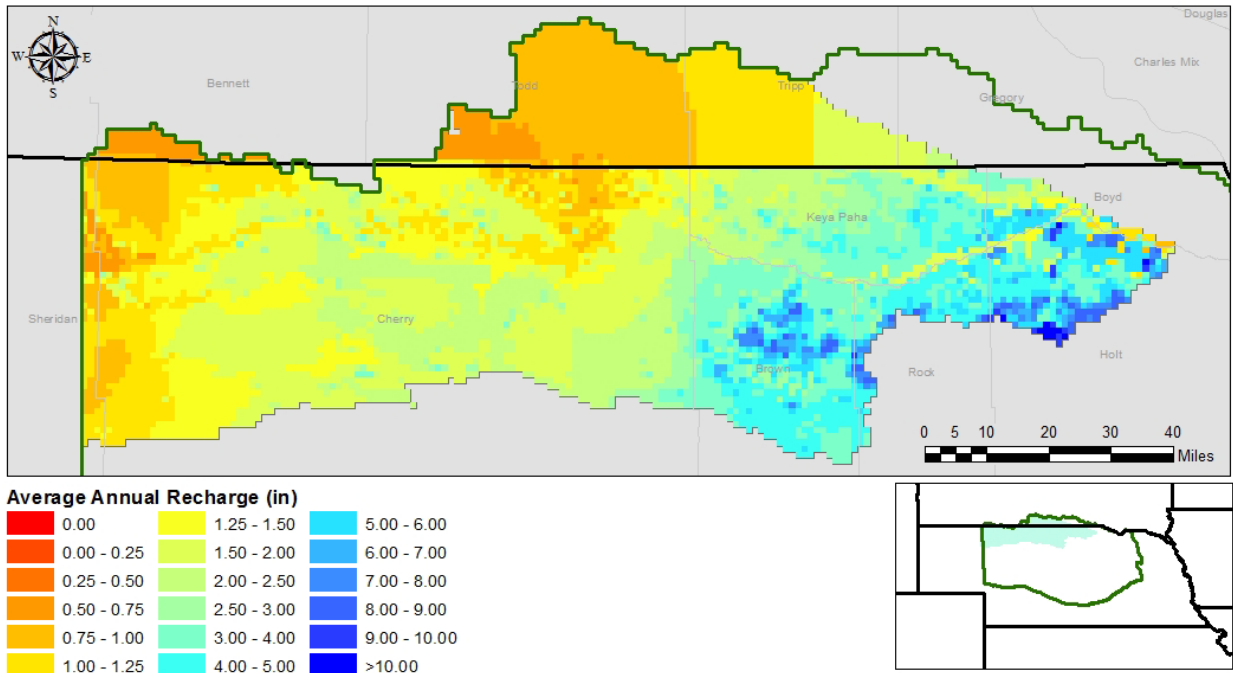 Douglas
N
W E
S
Bennett
Todd
Tripp
Charles Mix
Gregory
Boyd
Keya Paha
Sheridan
Cherry
Holt
Brown
Rock
0 5 10 20 30 40
Miles
Average Annual Recharge (in)
0.00 1.25 - 1.50 5.00 - 6.00
0.00 - 0.25 1.50 - 2.00 6.00 - 7.00
0.25 - 0.50 2.00 - 2.50 7.00 - 8.00
0.50 - 0.75 2.50 - 3.00 8.00 - 9.00
0.75 - 1.00 3.00 - 4.00 9.00 - 10.00
1.00 - 1.25 4.00 - 5.00 >10.00